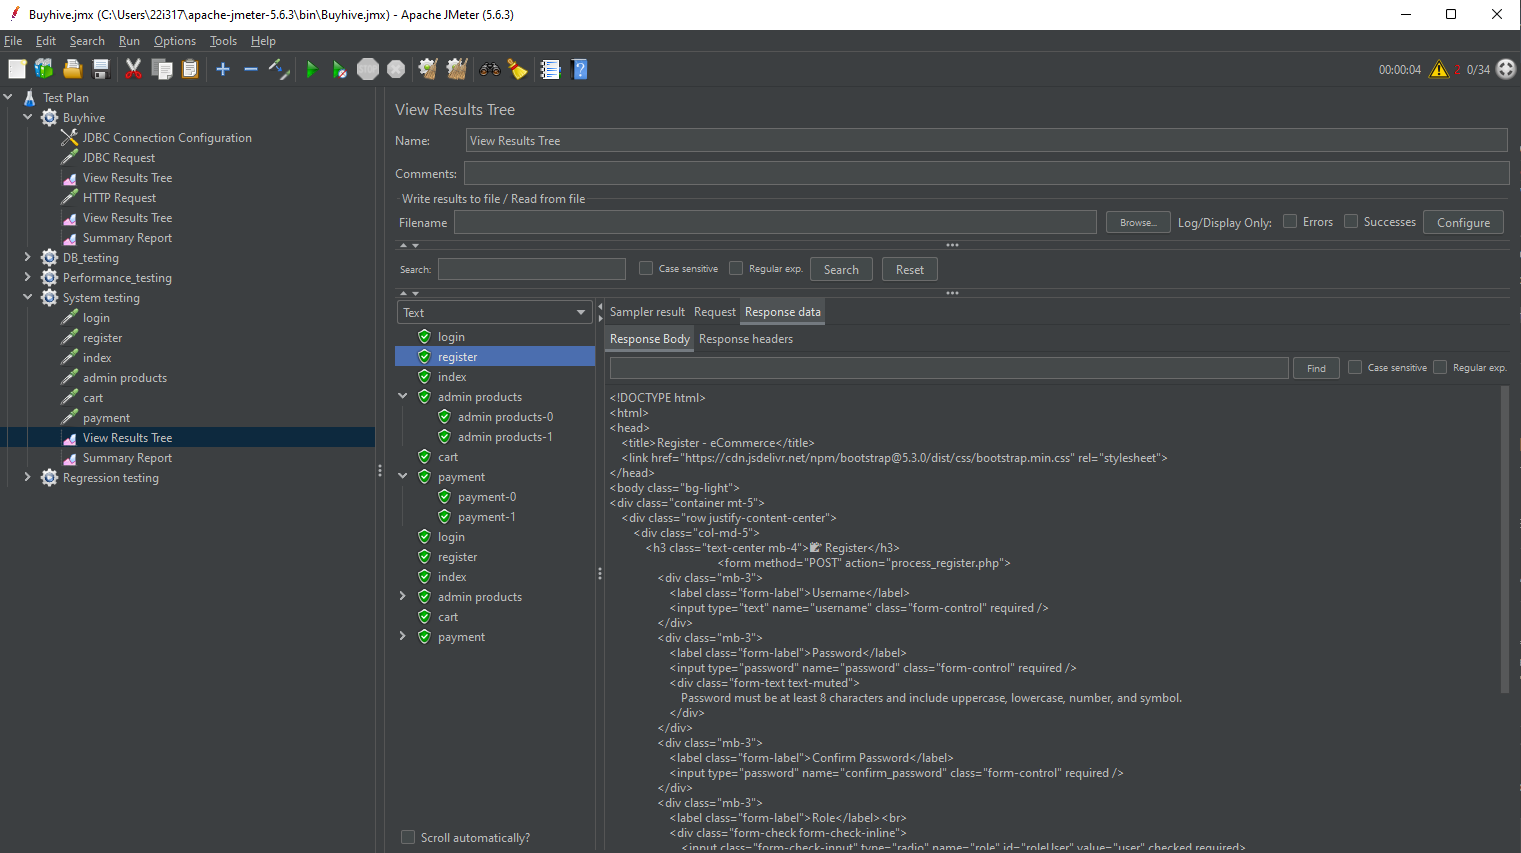 Buyhive.jmx (C:\Users\22i317\apache-jmeter-5.6.3\bin\Buyhive.jmx) - Apache JMeter (5.6.3)
File Edit Search Run Options Tools Help
00:00:04 2 0/34
Test Plan
Buyhive
JDBC Connection Configuration
JDBC Request
View Results Tree
HTTP Request
View Results Tree
Summary Report
DB_testing
Performance_testing
System testing
login
register
index
admin products
cart
payment
View Results Tree
Summary Report
Regression testing
View Results Tree
Name: View Results Tree
Comments:
Write results to file / Read from file
Filename Browse... Log/Display Only: Errors Successes Configure
Search: Case sensitive Regular exp. Search Reset
Text
login
register
index
admin products
admin products-0
admin products-1
cart
payment
payment-0
payment-1
login
register
index
admin products
cart
payment
Scroll automatically?
Sampler result Request Response data
Response Body Response headers
Find Case sensitive Regular exp.
<!DOCTYPE html>
<html>
<head>
<title>Register - eCommerce</title>
<link href="https://cdn.jsdelivr.net/npm/bootstrap@5.3.0/dist/css/bootstrap.min.css" rel="stylesheet">
</head>
<body class="bg-light">
<div class="container mt-5">
<div class="row justify-content-center">
<div class="col-md-5">
<h3 class="text-center mb-4">📝 Register</h3>
<form method="POST" action="process_register.php">
<div class="mb-3">
<label class="form-label">Username</label>
<input type="text" name="username" class="form-control" required />
</div>
<div class="mb-3">
<label class="form-label">Password</label>
<input type="password" name="password" class="form-control" required />
<div class="form-text text-muted">
Password must be at least 8 characters and include uppercase, lowercase, number, and symbol.
</div>
</div>
<div class="mb-3">
<label class="form-label">Confirm Password</label>
<input type="password" name="confirm_password" class="form-control" required />
</div>
<div class="mb-3">
<label class="form-label">Role</label><br>
<div class="form-check form-check-inline">
<input class="form-check-input" type="radio" name="role" id="roleUser" value="user" checked required>